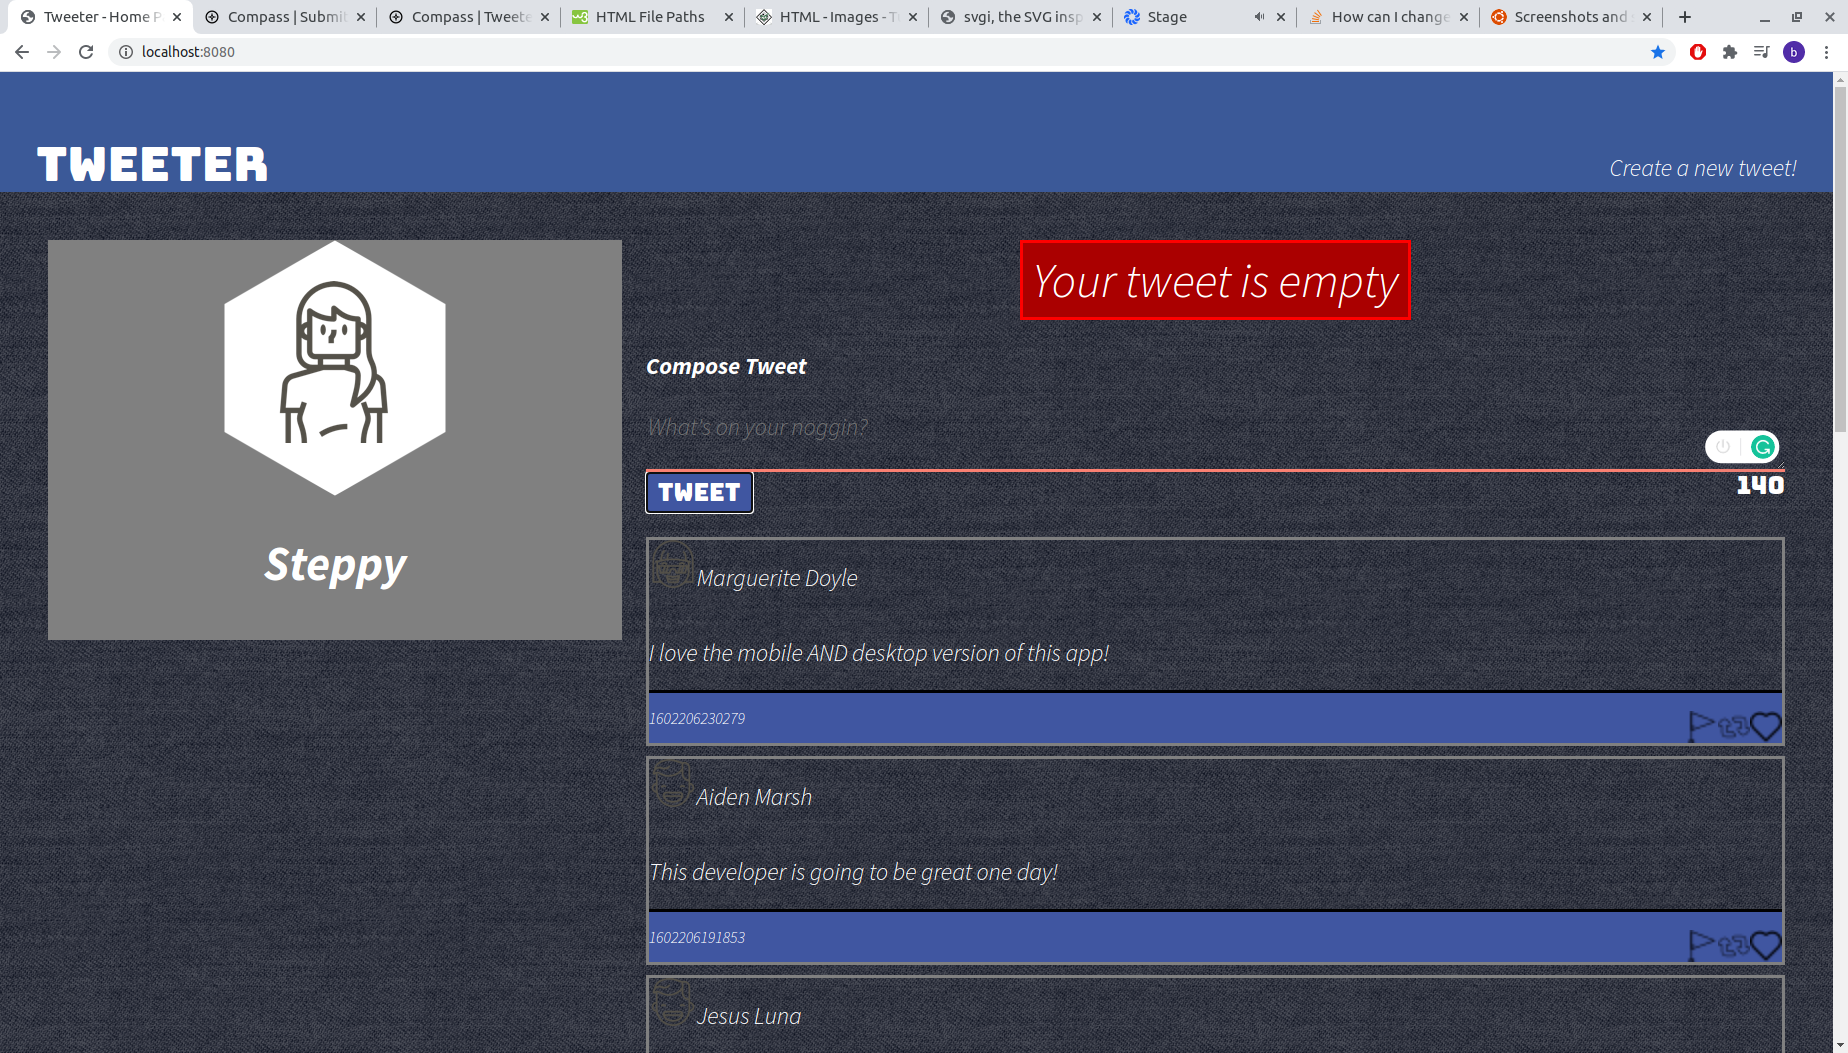 Tweeter - Home P
Compass | Submit
Compass | Tweete
HTML File Paths
HTML - Images - T
svgi, the SVG insp
Stage
How can I change
Screenshots and
localhost:8080
b
TWEETER
Create a new tweet!
Your tweet is empty
Steppy
Compose Tweet
What's on your noggin?
TWEET
140
Marguerite Doyle
I love the mobile AND desktop version of this app!
1602206230279
Aiden Marsh
This developer is going to be great one day!
1602206191853
Jesus Luna